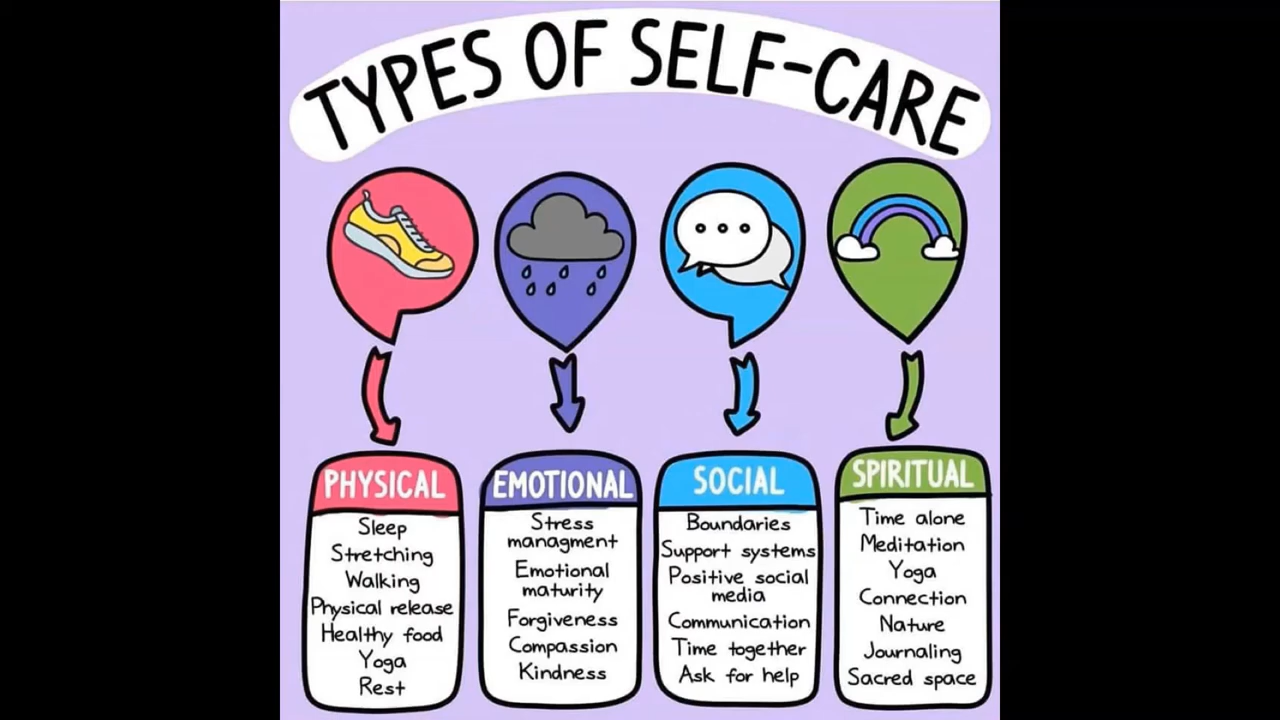 TYPES OF SELF-CARE
PHYSICAL
Sleep
Stretching
Walking
Physical release
Healthy food
Yoga
Rest
EMOTIONAL
Stress
managment
Emotional
maturity
Forgiveness
Compassion
Kindness
SOCIAL
Boundaries
Support systems
Positive social
media
Communication
Time together
Ask for help
SPIRITUAL
Time alone
Meditation
Yoga
Connection
Nature
Journaling
Sacred space